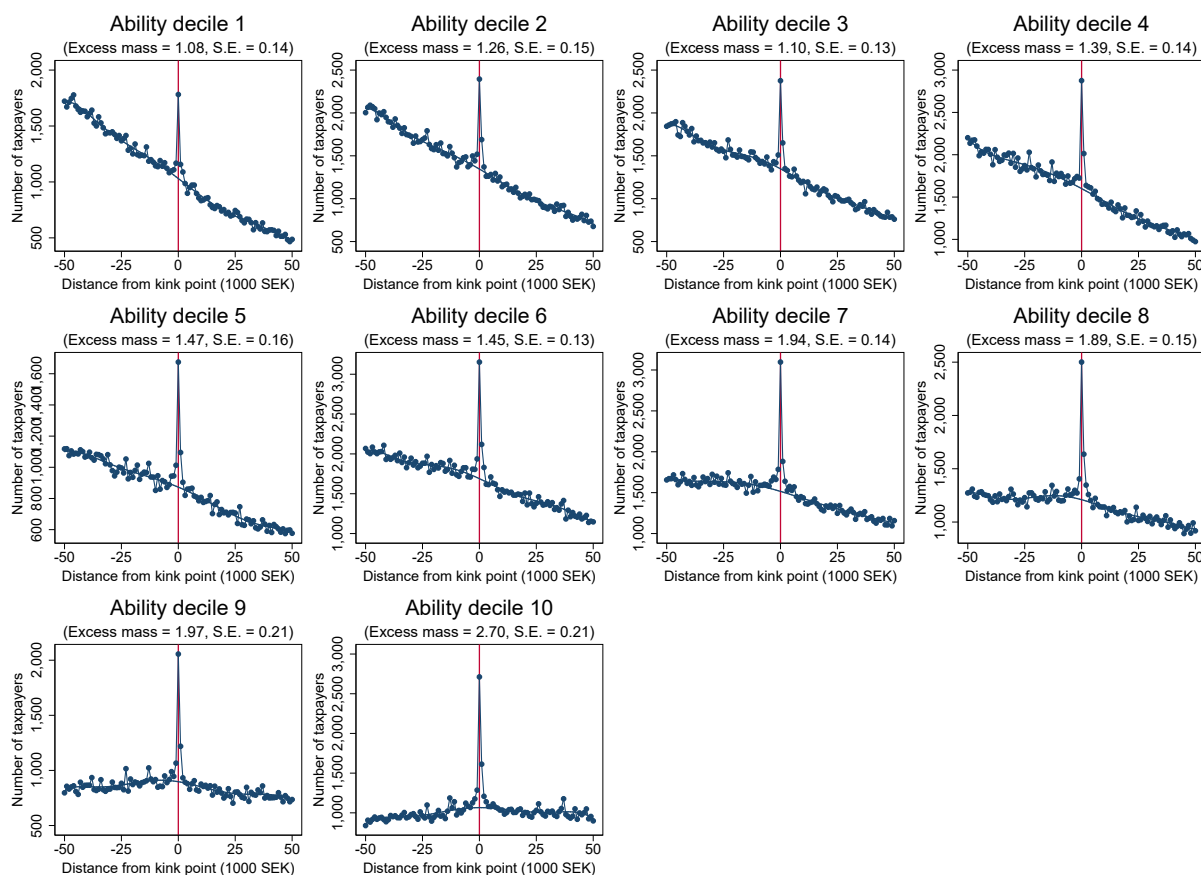 Ability decile 1
(Excess mass = 1.08, S.E. = 0.14)
Number of taxpayers
2,000
1,500
1,000
500
-50 -25 0 25 50
Distance from kink point (1000 SEK)
Ability decile 2
(Excess mass = 1.26, S.E. = 0.15)
Number of taxpayers
2,500
2,000
1,500
1,000
500
-50 -25 0 25 50
Distance from kink point (1000 SEK)
Ability decile 3
(Excess mass = 1.10, S.E. = 0.13)
Number of taxpayers
2,500
2,000
1,500
1,000
500
-50 -25 0 25 50
Distance from kink point (1000 SEK)
Ability decile 4
(Excess mass = 1.39, S.E. = 0.14)
Number of taxpayers
3,000
2,500
2,000
1,500
1,000
-50 -25 0 25 50
Distance from kink point (1000 SEK)
Ability decile 5
(Excess mass = 1.47, S.E. = 0.16)
Number of taxpayers
1,600
1,400
1,200
1,000
800
600
-50 -25 0 25 50
Distance from kink point (1000 SEK)
Ability decile 6
(Excess mass = 1.45, S.E. = 0.13)
Number of taxpayers
3,000
2,500
2,000
1,500
1,000
-50 -25 0 25 50
Distance from kink point (1000 SEK)
Ability decile 7
(Excess mass = 1.94, S.E. = 0.14)
Number of taxpayers
3,000
2,500
2,000
1,500
1,000
-50 -25 0 25 50
Distance from kink point (1000 SEK)
Ability decile 8
(Excess mass = 1.89, S.E. = 0.15)
Number of taxpayers
2,500
2,000
1,500
1,000
-50 -25 0 25 50
Distance from kink point (1000 SEK)
Ability decile 9
(Excess mass = 1.97, S.E. = 0.21)
Number of taxpayers
2,000
1,500
1,000
500
-50 -25 0 25 50
Distance from kink point (1000 SEK)
Ability decile 10
(Excess mass = 2.70, S.E. = 0.21)
Number of taxpayers
3,000
2,500
2,000
1,500
1,000
-50 -25 0 25 50
Distance from kink point (1000 SEK)